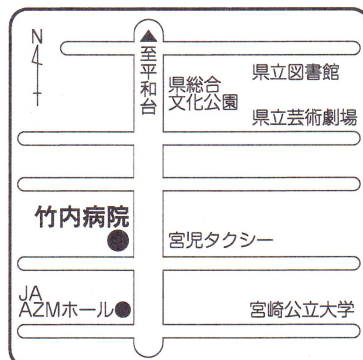 N
至平和台
県総合
文化公園
県立図書館
県立芸術劇場
竹内病院
宮児タクシー
JA
AZMホール
宮崎公立大学